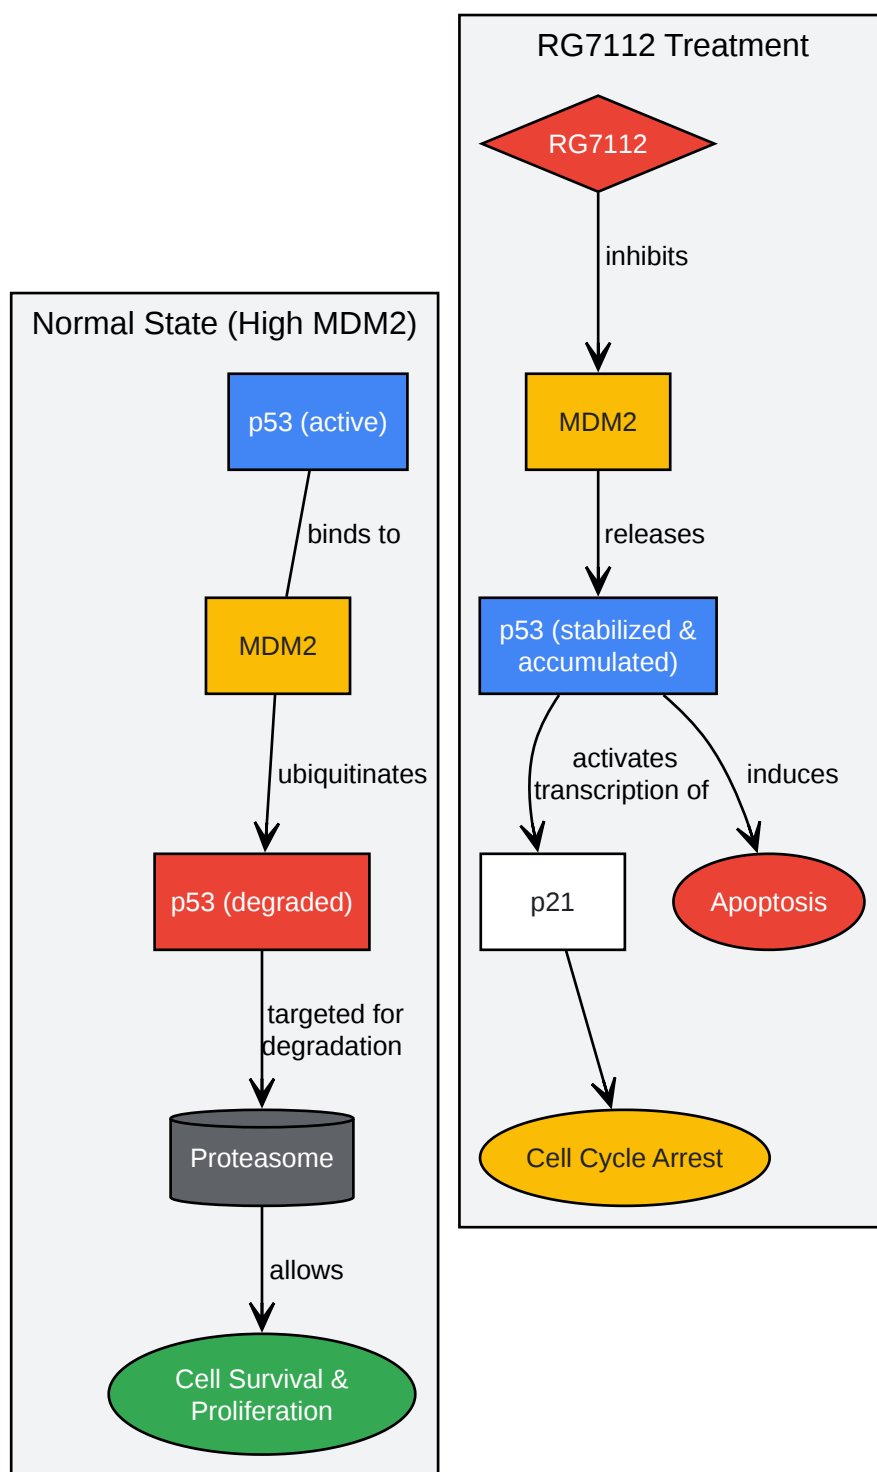 Normal State (High MDM2)
p53 (active)
binds to
MDM2
ubiquitinates
p53 (degraded)
targeted for
degradation
Proteasome
allows
Cell Survival &
Proliferation
RG7112 Treatment
RG7112
inhibits
MDM2
releases
p53 (stabilized &
accumulated)
activates
transcription of
induces
p21
Apoptosis
Cell Cycle Arrest